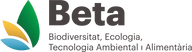 Beta
Biodiversitat, Ecologia,
Tecnologia Ambiental i Alimentària